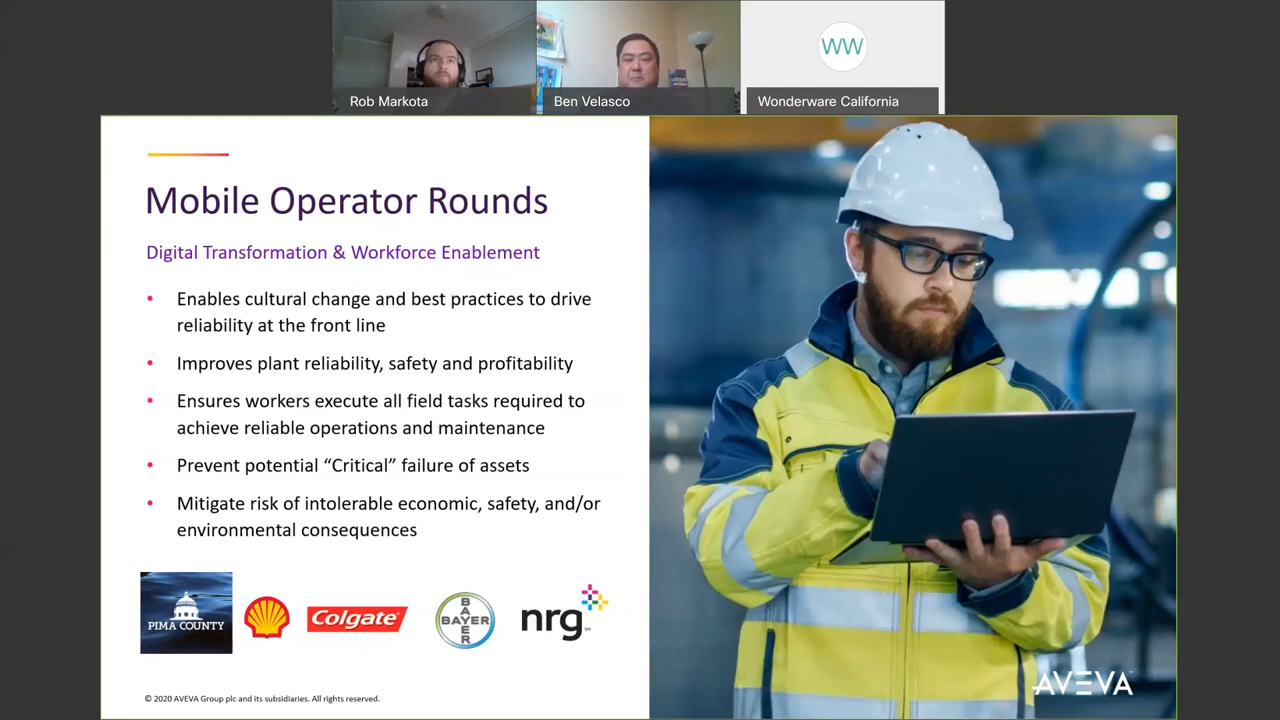 WW
Rob Markota
Ben Velasco
Wonderware California
Mobile Operator Rounds
Digital Transformation & Workforce Enablement
• Enables cultural change and best practices to drive
reliability at the front line
• Improves plant reliability, safety and profitability
• Ensures workers execute all field tasks required to
achieve reliable operations and maintenance
• Prevent potential “Critical” failure of assets
• Mitigate risk of intolerable economic, safety, and/or
environmental consequences
PIMA COUNTY
Colgate
BAYER
BAYER
nrg
© 2020 AVEVA Group plc and its subsidiaries. All rights reserved.
AVEVA